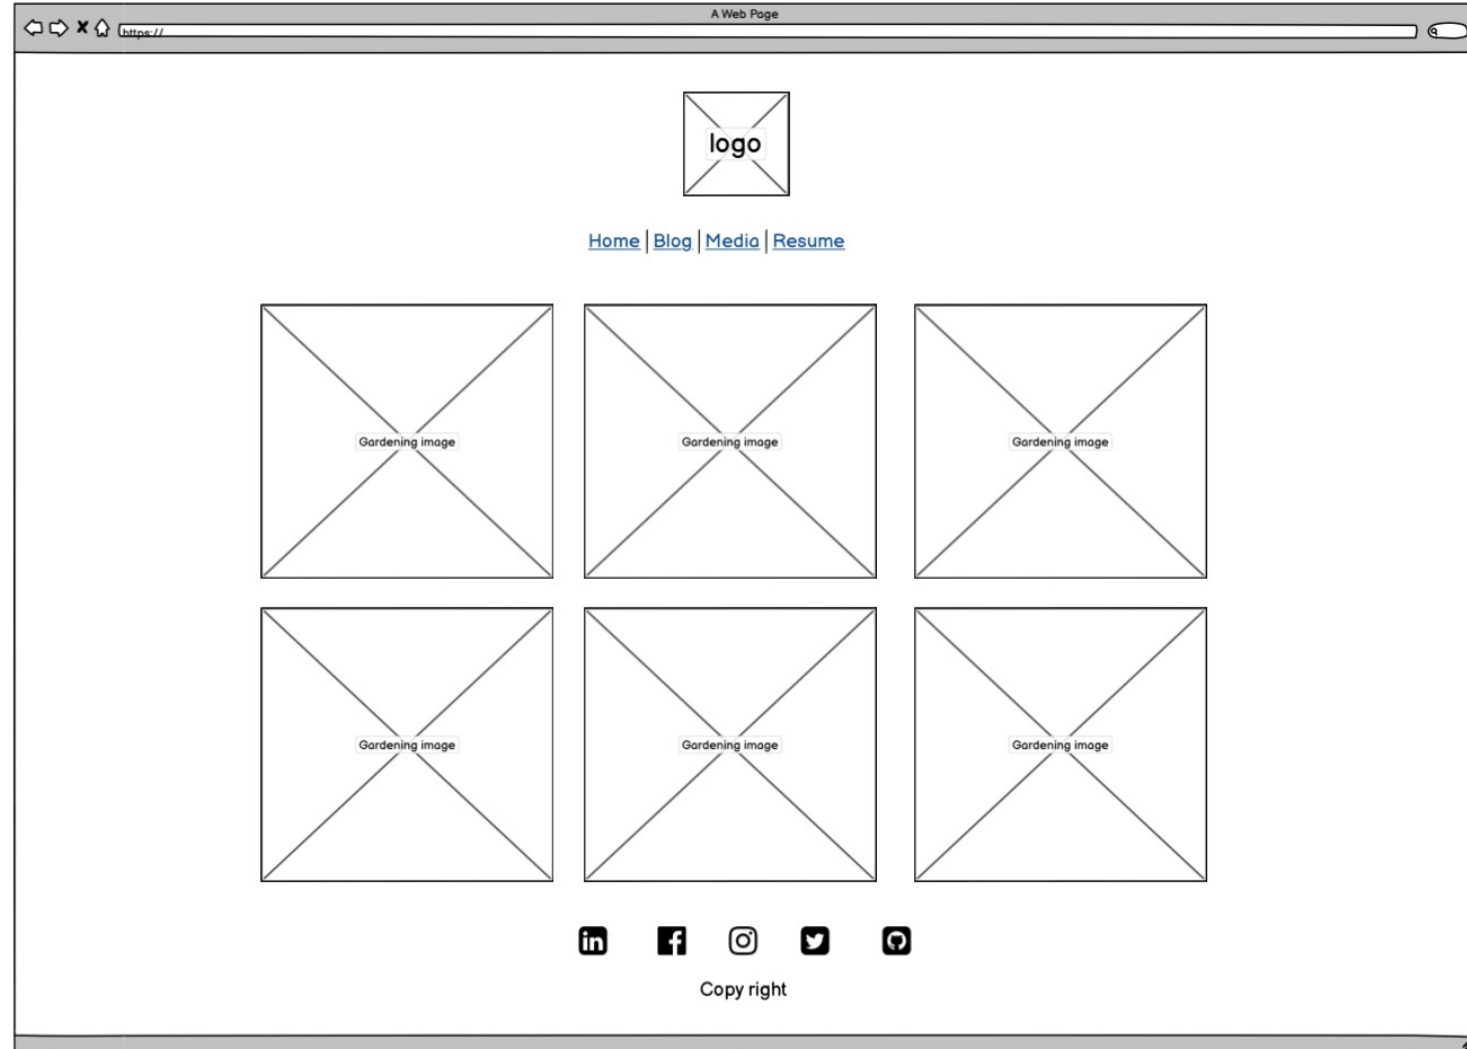 A Web Page
https://
logo
Home | Blog | Media | Resume
Gardening image Gardening image Gardening image
Gardening image Gardening image Gardening image
in f
Copy right